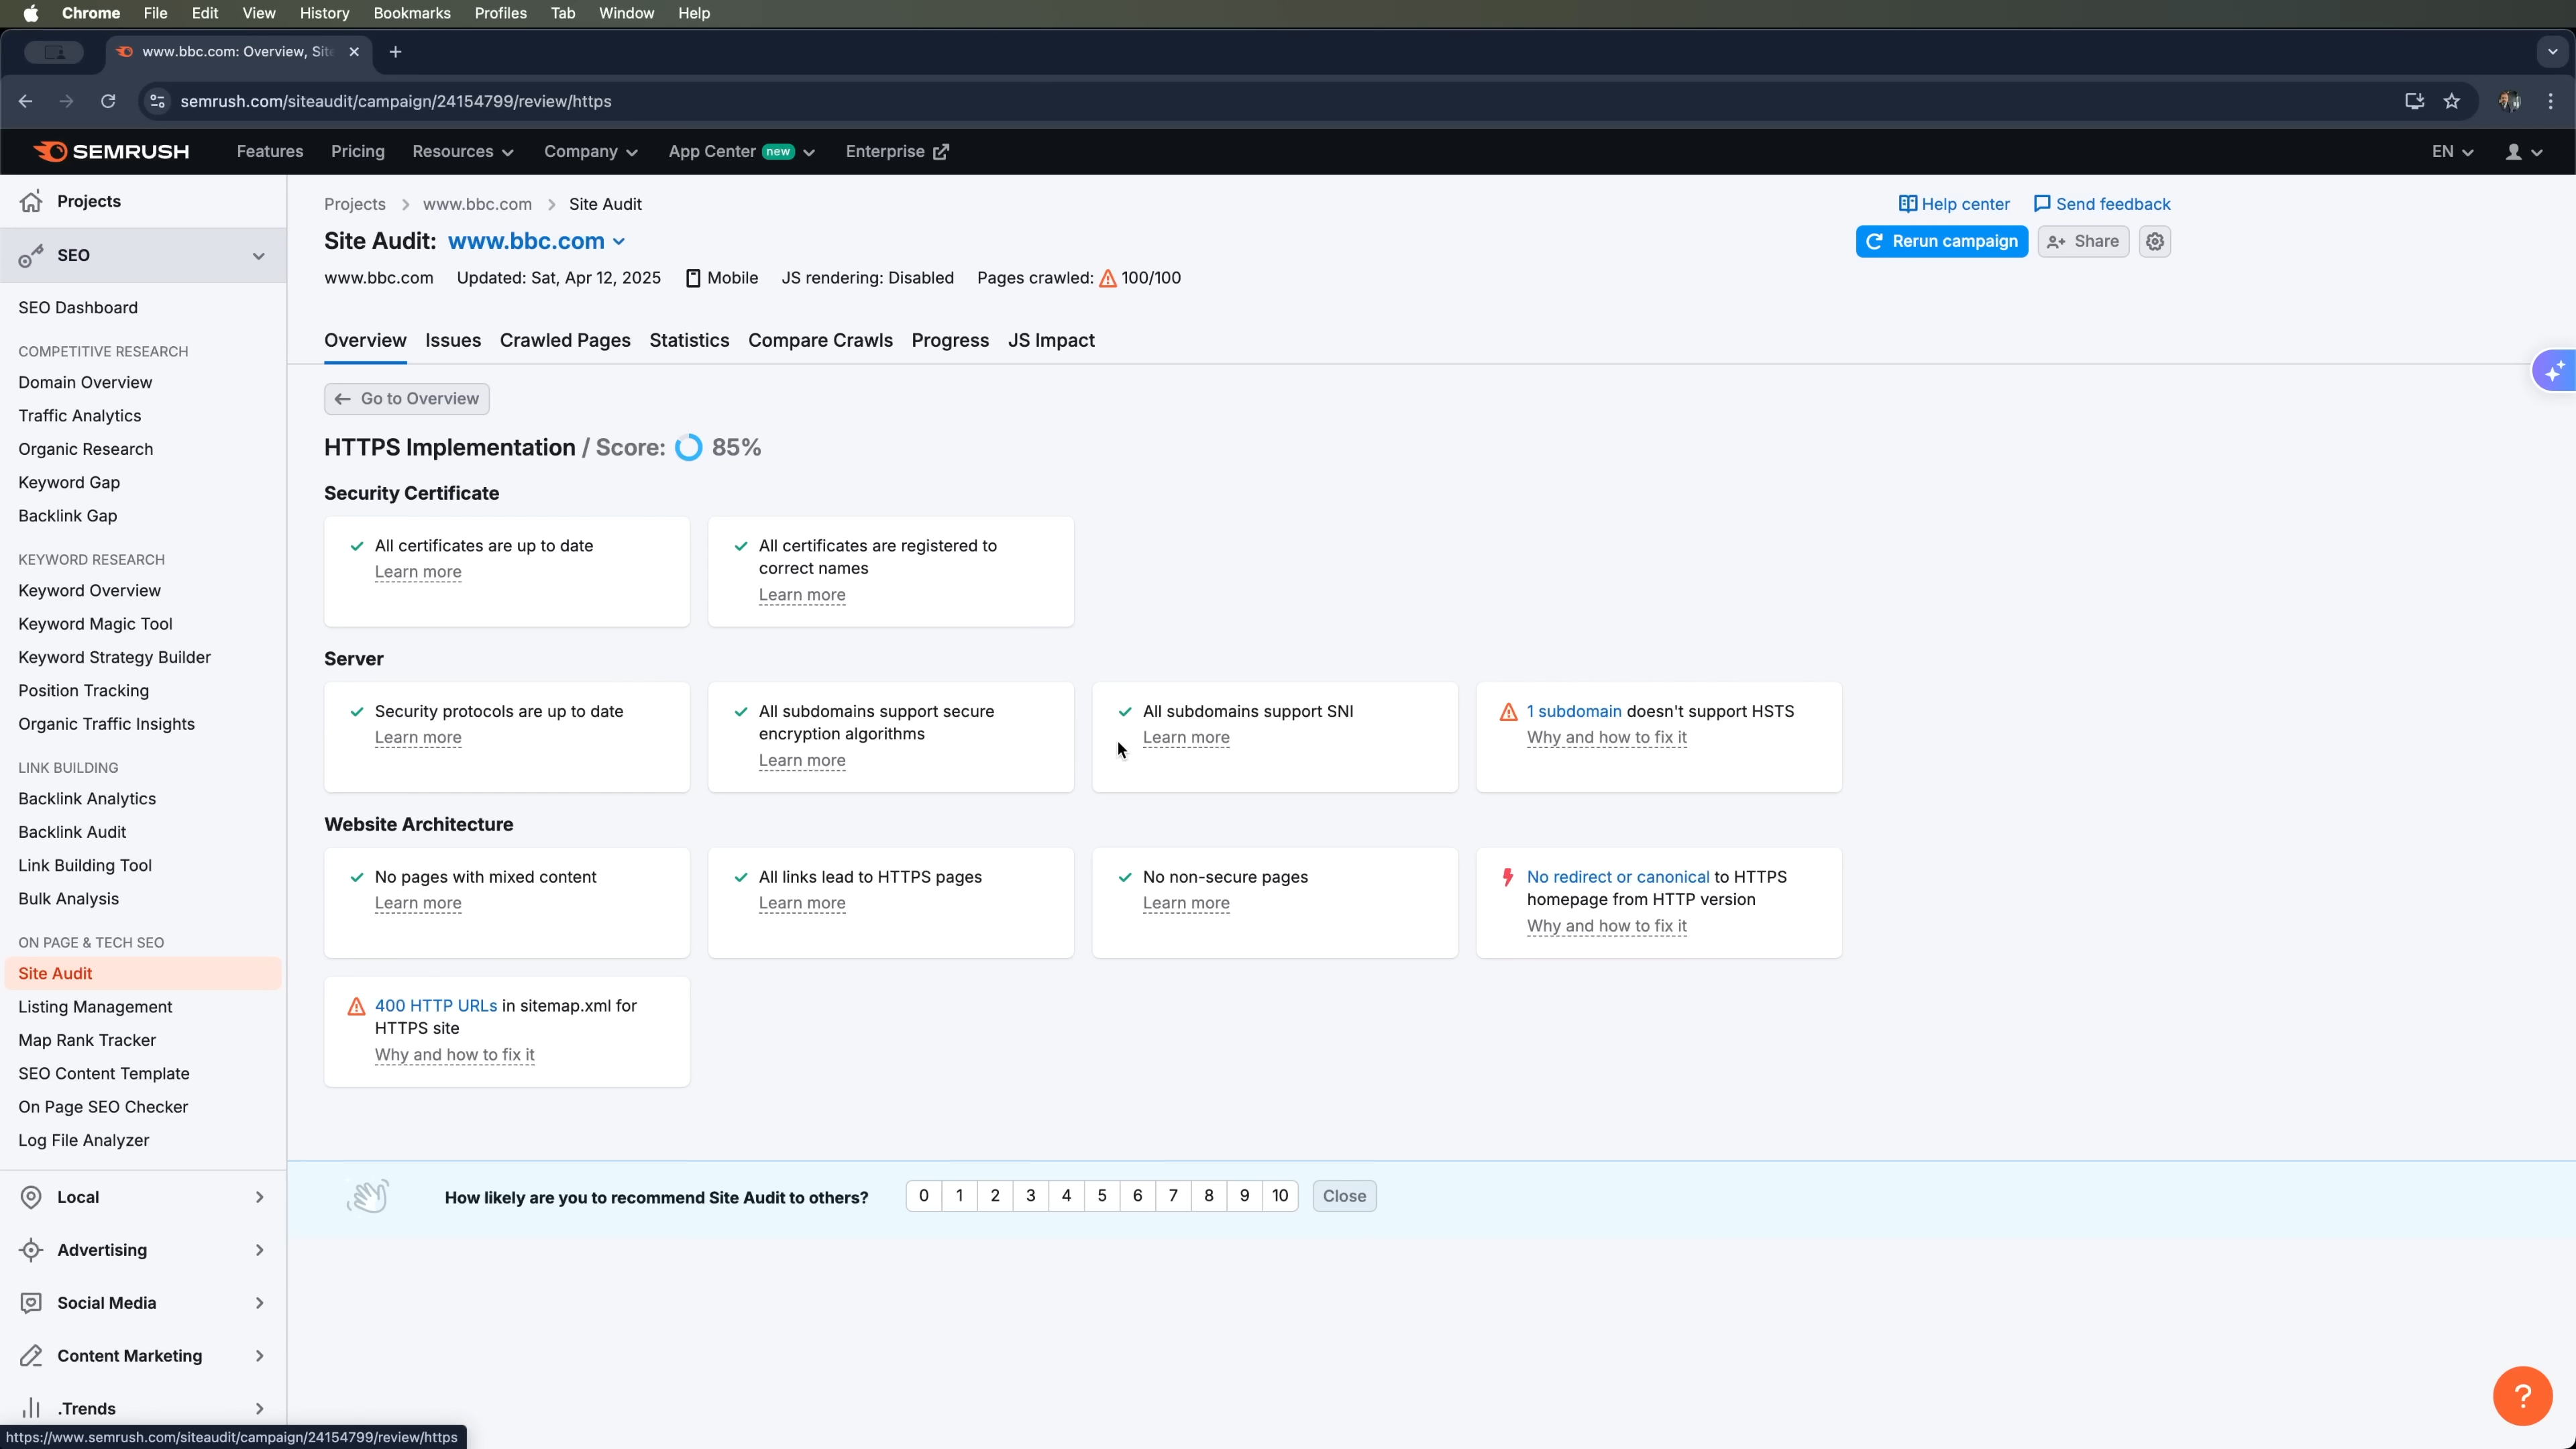 Chrome File Edit View History Bookmarks Profiles Tab Window Help
www.bbc.com: Overview, Site
semrush.com/siteaudit/campaign/24154799/review/https
SEMRUSH Features Pricing Resources Company App Center new Enterprise EN
Projects
SEO
SEO Dashboard
COMPETITIVE RESEARCH
Domain Overview
Traffic Analytics
Organic Research
Keyword Gap
Backlink Gap
KEYWORD RESEARCH
Keyword Overview
Keyword Magic Tool
Keyword Strategy Builder
Position Tracking
Organic Traffic Insights
LINK BUILDING
Backlink Analytics
Backlink Audit
Link Building Tool
Bulk Analysis
ON PAGE & TECH SEO
Site Audit
Listing Management
Map Rank Tracker
SEO Content Template
On Page SEO Checker
Log File Analyzer
Local
Advertising
Social Media
Content Marketing
.Trends
https://www.semrush.com/siteaudit/campaign/24154799/review/https
Projects > www.bbc.com > Site Audit
Help center Send feedback
Site Audit: www.bbc.com
Rerun campaign Share
www.bbc.com Updated: Sat, Apr 12, 2025 Mobile JS rendering: Disabled Pages crawled: 100/100
Overview Issues Crawled Pages Statistics Compare Crawls Progress JS Impact
Go to Overview
HTTPS Implementation / Score: 85%
Security Certificate
All certificates are up to date
Learn more
All certificates are registered to
correct names
Learn more
Server
Security protocols are up to date
Learn more
All subdomains support secure
encryption algorithms
Learn more
All subdomains support SNI
Learn more
1 subdomain doesn't support HSTS
Why and how to fix it
Website Architecture
No pages with mixed content
Learn more
All links lead to HTTPS pages
Learn more
No non-secure pages
Learn more
No redirect or canonical to HTTPS
homepage from HTTP version
Why and how to fix it
400 HTTP URLs in sitemap.xml for
HTTPS site
Why and how to fix it
How likely are you to recommend Site Audit to others? 0 1 2 3 4 5 6 7 8 9 10 Close
?